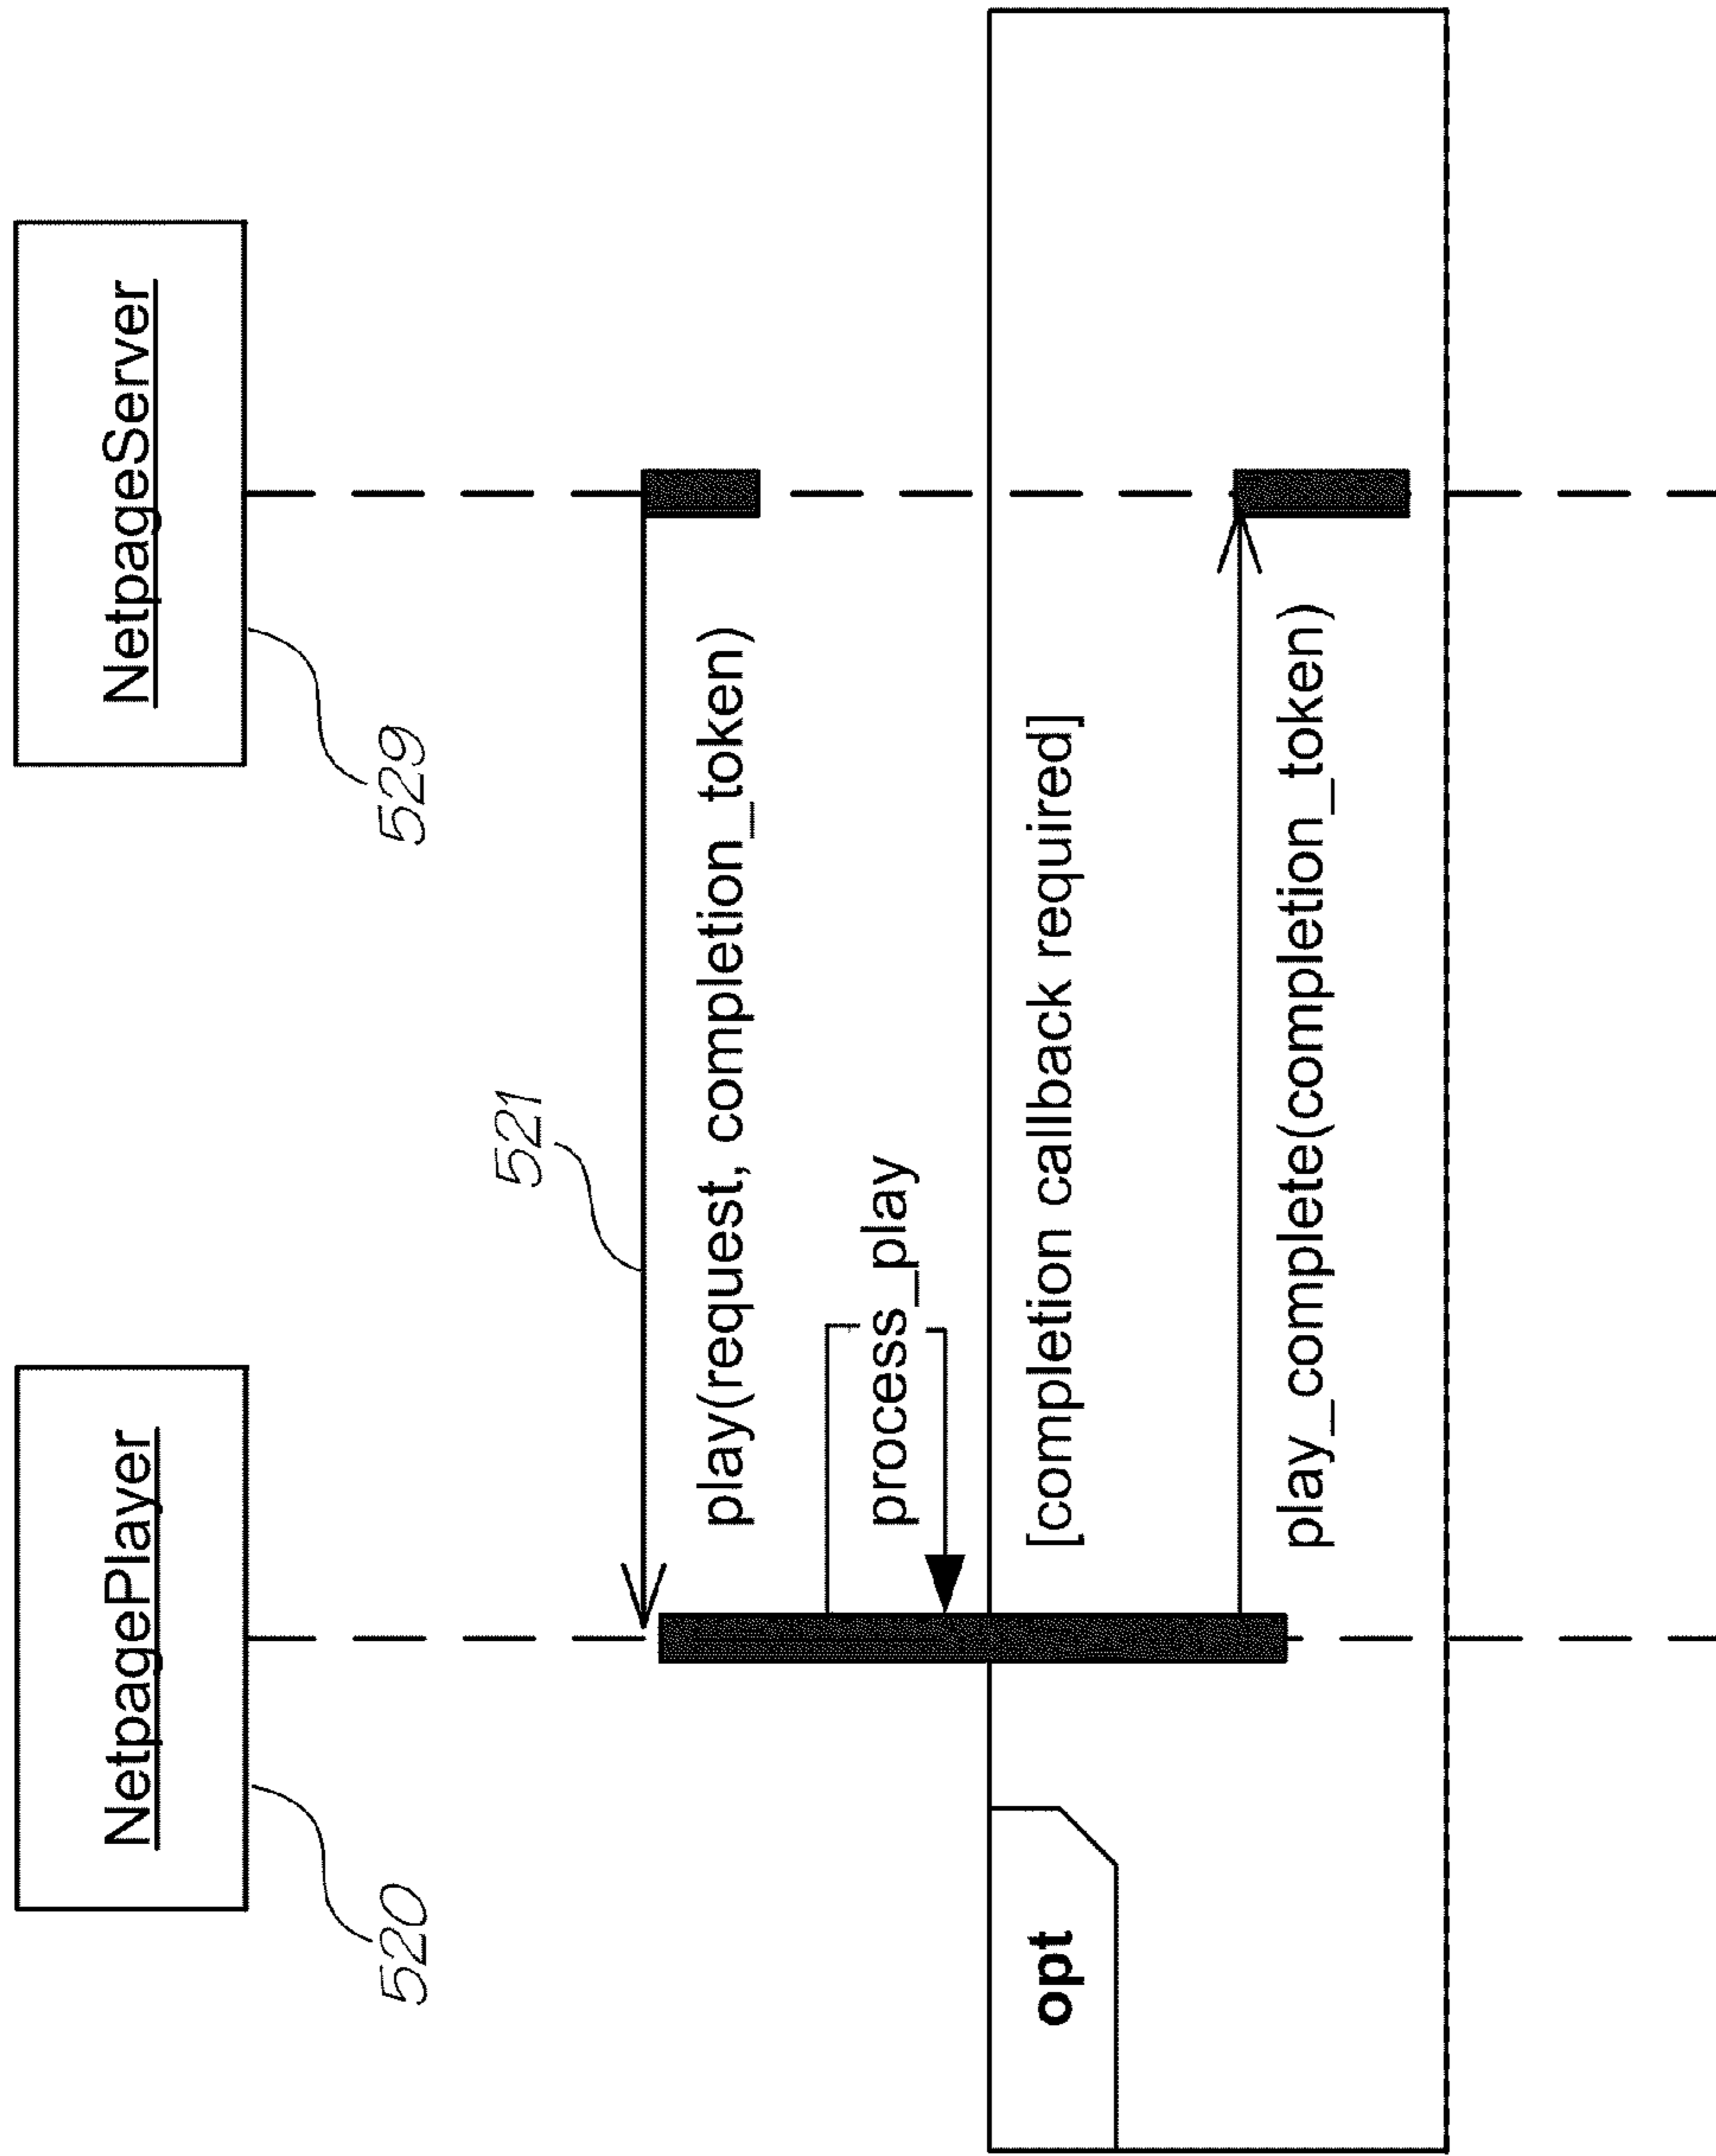 NetpagePlayer
NetpageServer
520
529
521
play(request, completion_token)
process_play
opt
[completion callback required]
play_complete(completion_token)